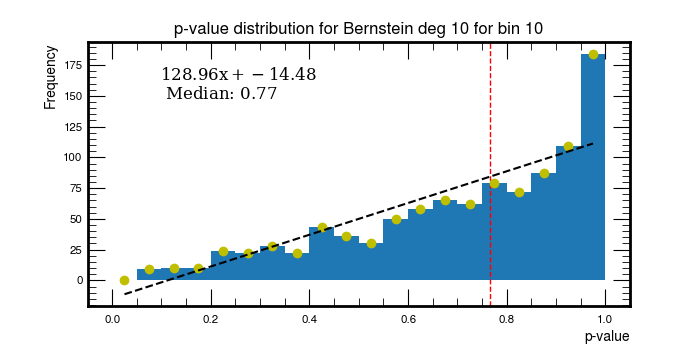 p-value distribution for Bernstein deg 10 for bin 10
Frequency
128.96x + −14.48
Median: 0.77
175
150
125
100
75
50
25
0
0.0 0.2 0.4 0.6 0.8 1.0
p-value